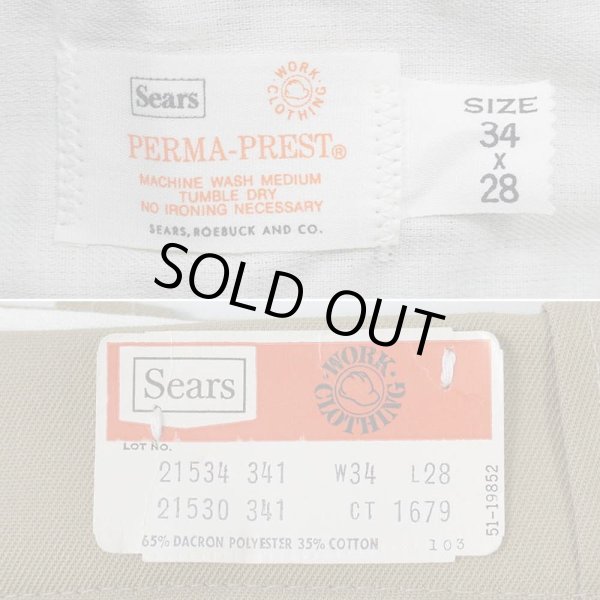 Sears
WORK
CLOTHING
PERMA-PREST®
MACHINE WASH MEDIUM
TUMBLE DRY
NO IRONING NECESSARY
SEARS, ROEBUCK AND CO.
SIZE
34
x
28
SOLD OUT
Sears
WORK
CLOTHING
LOT NO.
21534 341 W34 L28
21530 341 CT 1679
65% DACRON POLYESTER 35% COTTON 103
51-19852